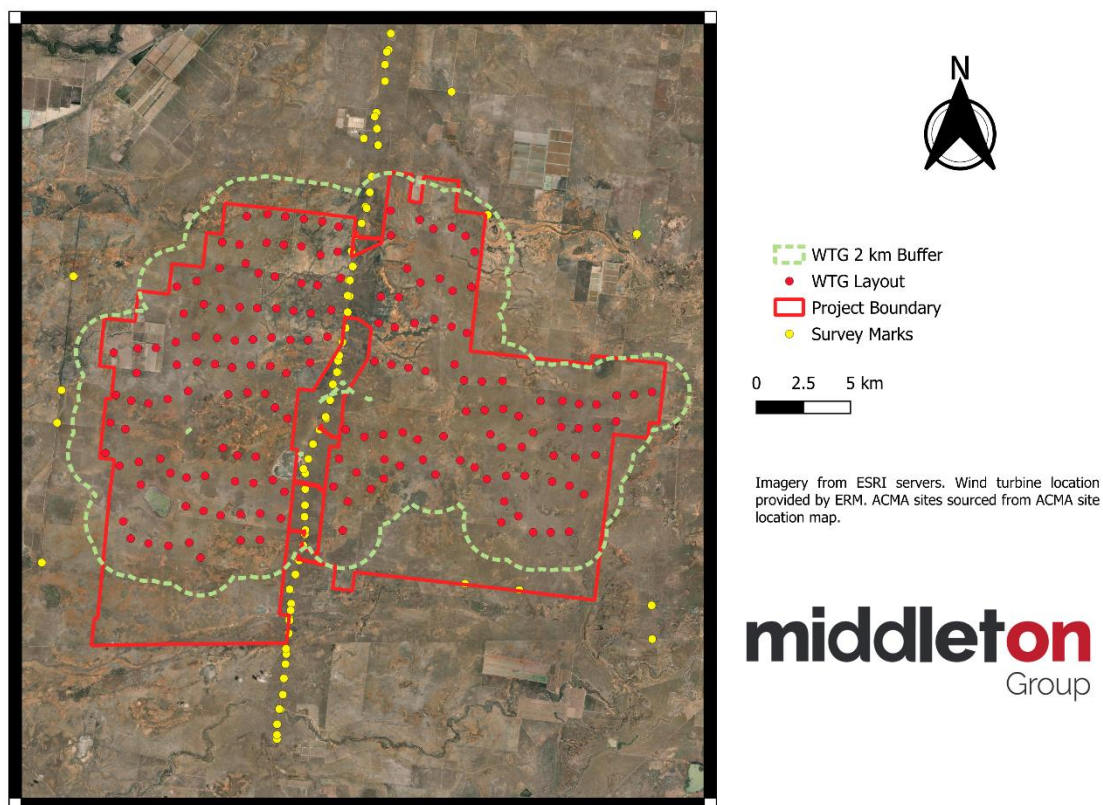 N
WTG 2 km Buffer
WTG Layout
Project Boundary
Survey Marks
0 2.5 5 km
Imagery from ESRI servers. Wind turbine location
provided by ERM. ACMA sites sourced from ACMA site
location map.
middleton
Group